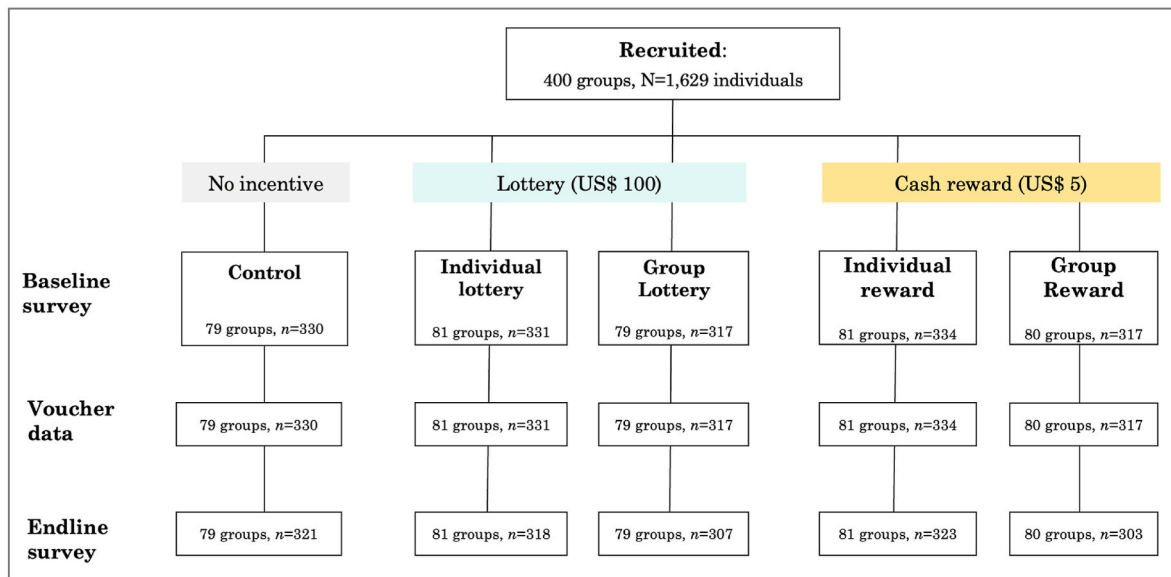 Recruited:
400 groups, N=1,629 individuals
No incentive
Lottery (US$ 100)
Cash reward (US$ 5)
Baseline
survey
Control
79 groups, n=330
Individual
lottery
81 groups, n=331
Group
Lottery
79 groups, n=317
Individual
reward
81 groups, n=334
Group
Reward
80 groups, n=317
Voucher
data
79 groups, n=330
81 groups, n=331
79 groups, n=317
81 groups, n=334
80 groups, n=317
Endline
survey
79 groups, n=321
81 groups, n=318
79 groups, n=307
81 groups, n=323
80 groups, n=303